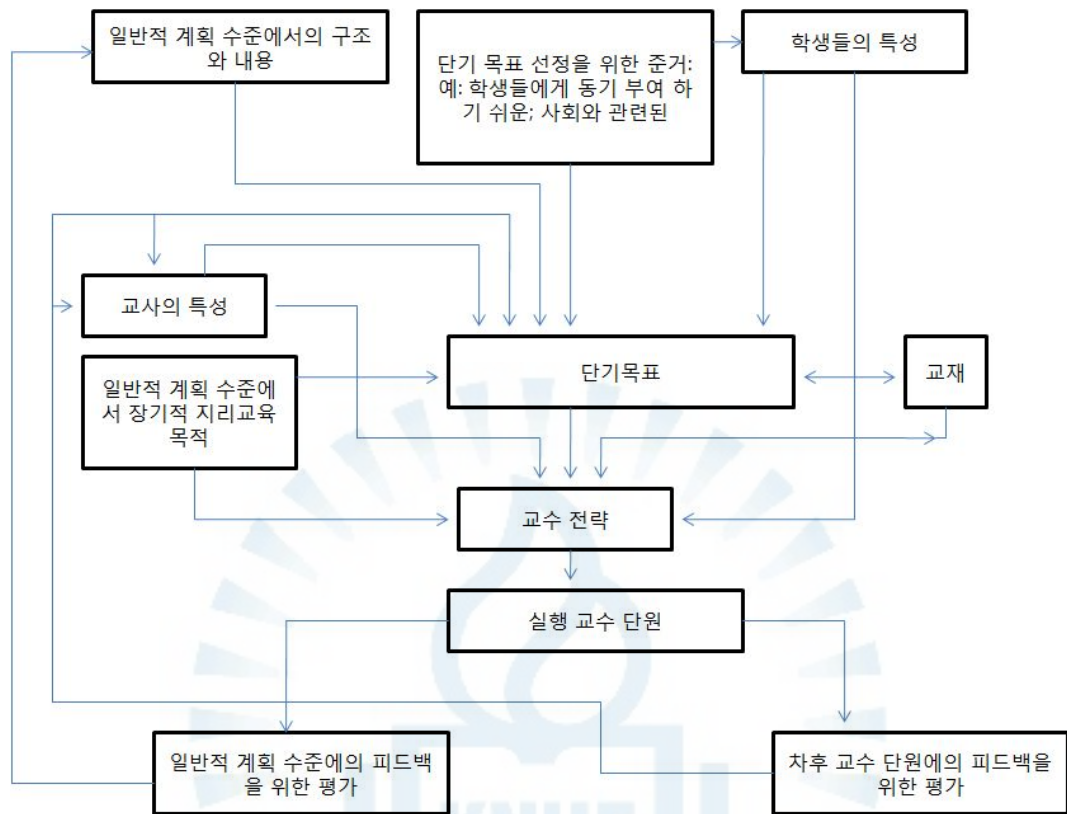 일반적 계획 수준에서의 구조
와 내용
단기 목표 선정을 위한 준거:
예: 학생들에게 동기 부여 하
기 쉬운; 사회와 관련된
학생들의 특성
교사의 특성
일반적 계획 수준에
서 장기적 지리교육
목적
단기목표
교재
교수 전략
실행 교수 단원
일반적 계획 수준에의 피드백
을 위한 평가
차후 교수 단원에의 피드백을
위한 평가